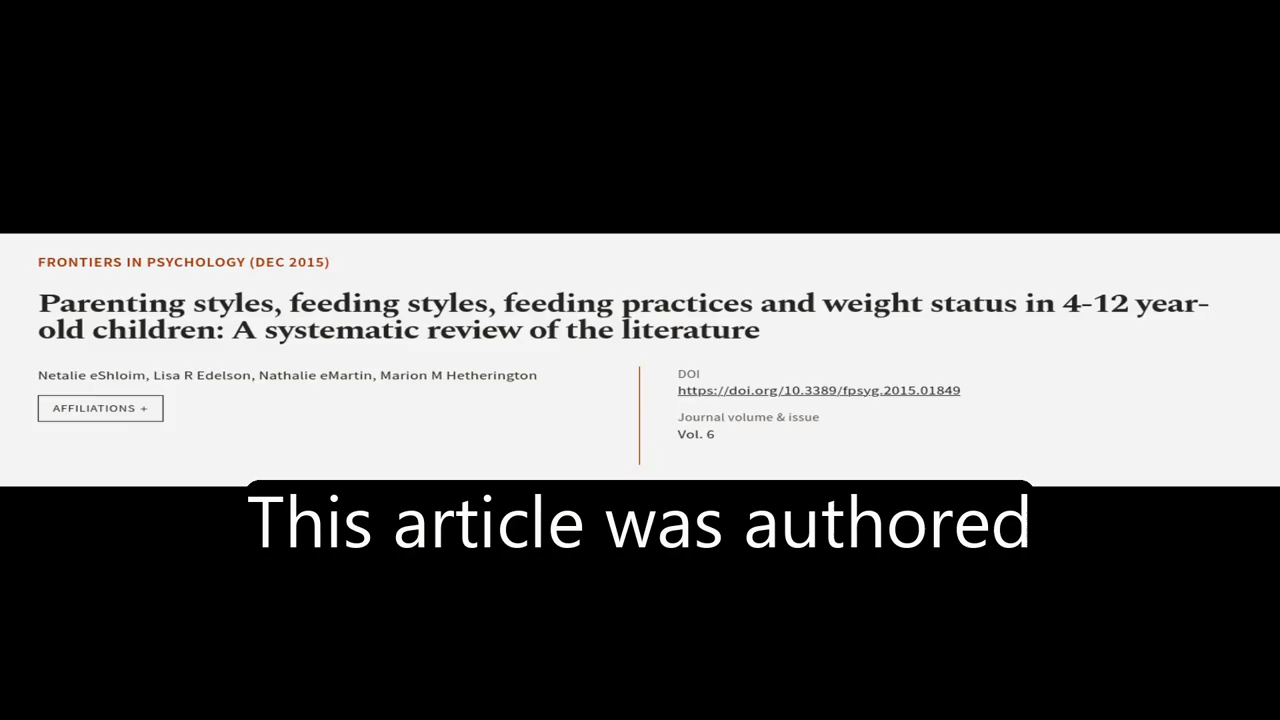 FRONTIERS IN PSYCHOLOGY (DEC 2015)
Parenting styles, feeding styles, feeding practices and weight status in 4-12 year-
old children: A systematic review of the literature
Netalie eShloim, Lisa R Edelson, Nathalie eMartin, Marion M Hetherington
AFFILIATIONS +
DOI
https://doi.org/10.3389/fpsyg.2015.01849
Journal volume & issue
Vol. 6
This article was authored